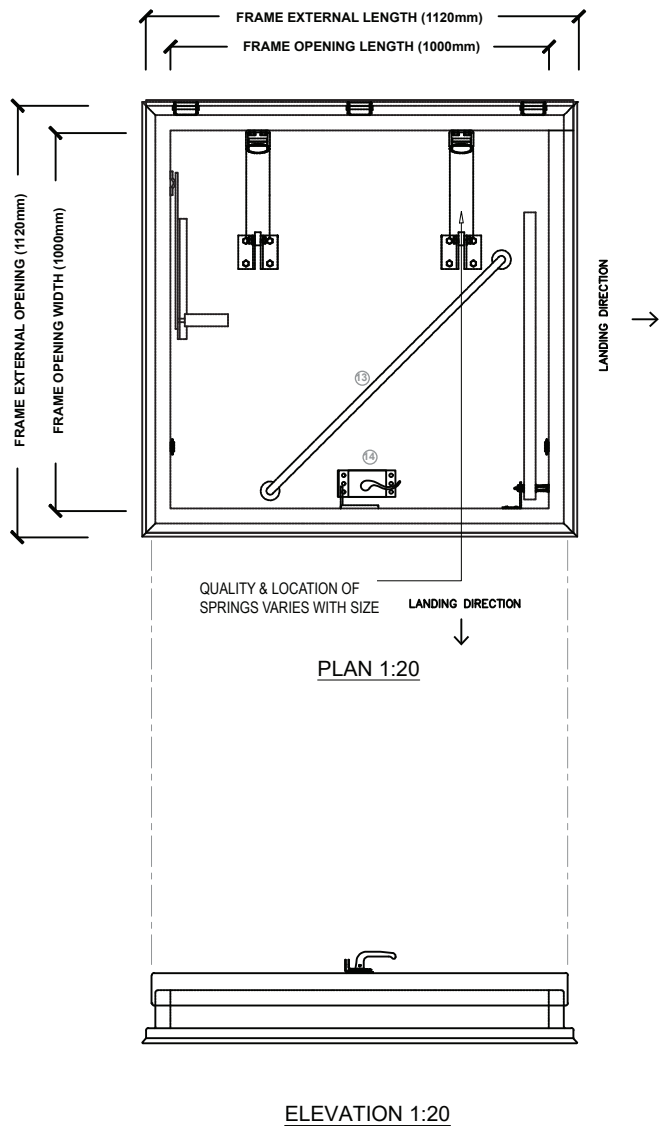 FRAME EXTERNAL LENGTH (1120mm)
FRAME OPENING LENGTH (1000mm)
FRAME EXTERNAL OPENING (1120mm)
FRAME OPENING WIDTH (1000mm)
LANDING DIRECTION
13
14
QUALITY & LOCATION OF
SPRINGS VARIES WITH SIZE
LANDING DIRECTION
PLAN 1:20
ELEVATION 1:20